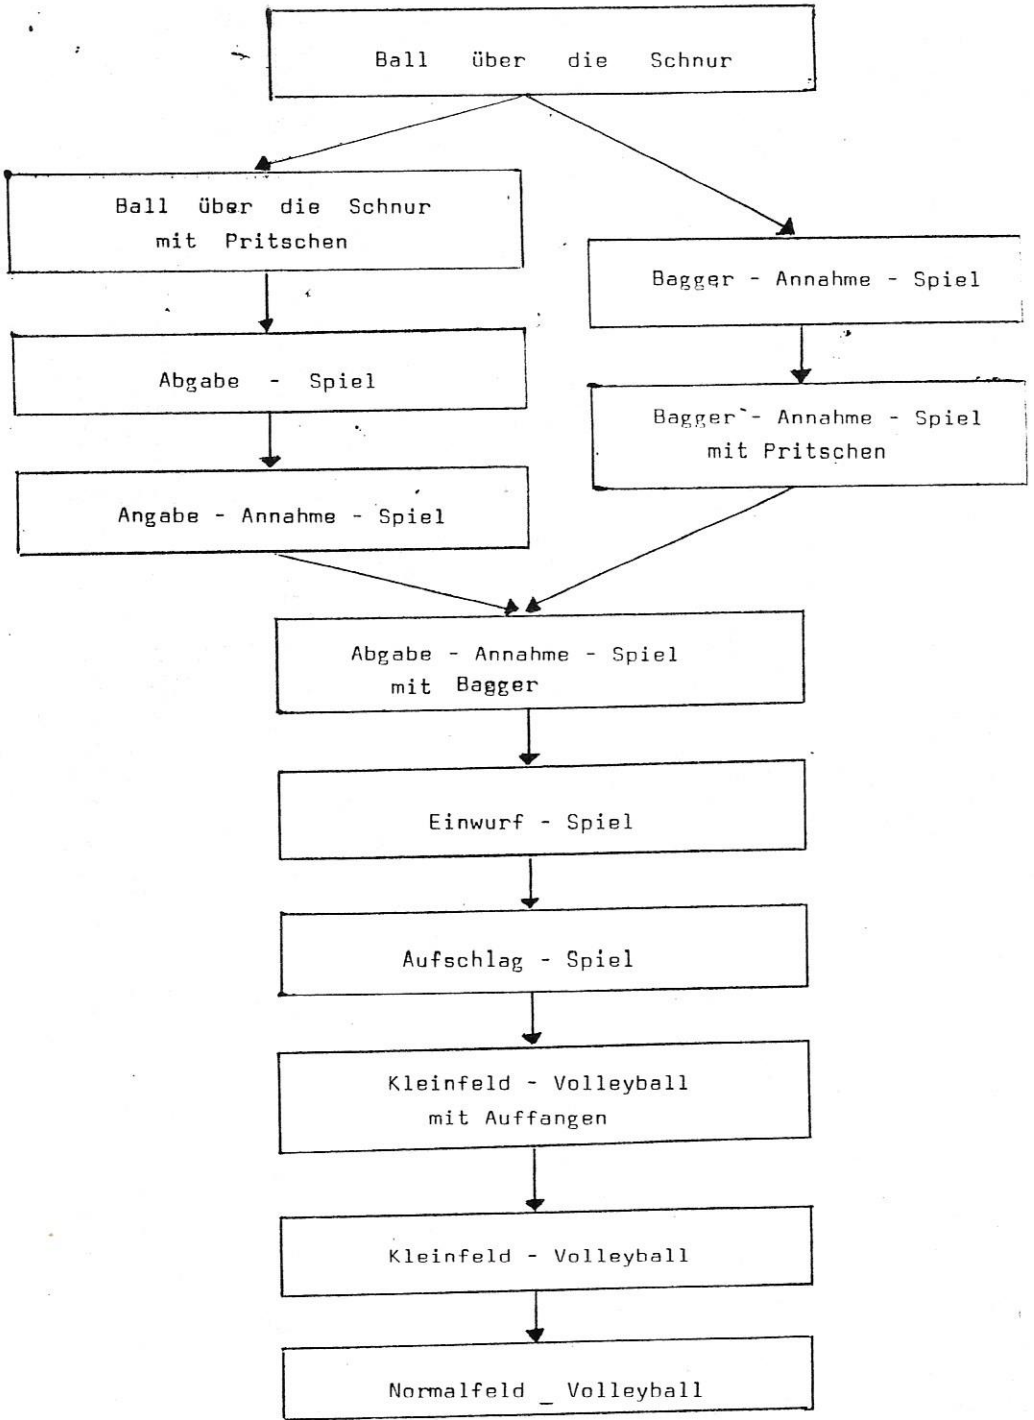 Ball über die Schnur
Ball über die Schnur
mit Pritschen
Abgabe - Spiel
Angabe - Annahme - Spiel
Bagger - Annahme - Spiel
Bagger - Annahme - Spiel
mit Pritschen
Abgabe - Annahme - Spiel
mit Bagger
Einwurf - Spiel
Aufschlag - Spiel
Kleinfeld - Volleyball
mit Auffangen
Kleinfeld - Volleyball
Normalfeld _ Volleyball